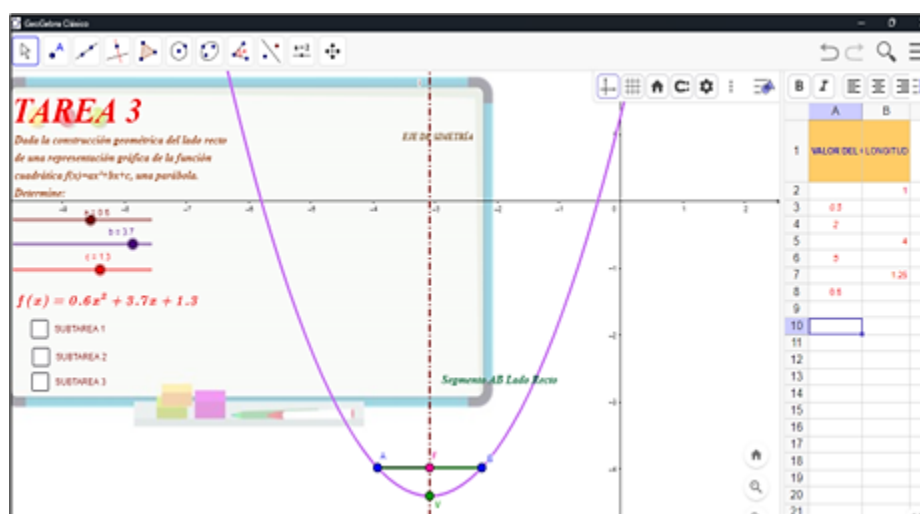 GeoGebra Clásico
TAREA 3
Dada la construcción geométrica del lado recto
de una representación gráfica de la función
cuadrática f(x)=ax²+bx+c, una parábola.
Determine:
a = 0.6
b = 3.7
c = 1.3
f(x) = 0.6x² + 3.7x + 1.3
SUBTAREA 1
SUBTAREA 2
SUBTAREA 3
EJE DE SIMETRÍA
-9 -8 -7 -6 -5 -4 -3 -2 -1 0 1 2
-1
-2
-3
-4
Segmento AB Lado Recto
A F B
V
B I
A B
1 VALOR DEL LONGITUD
2 1
3 0.5
4 2
5 4
6 5
7 1.25
8 0.6
9
10
11
12
13
14
15
16
17
18
19
20
21